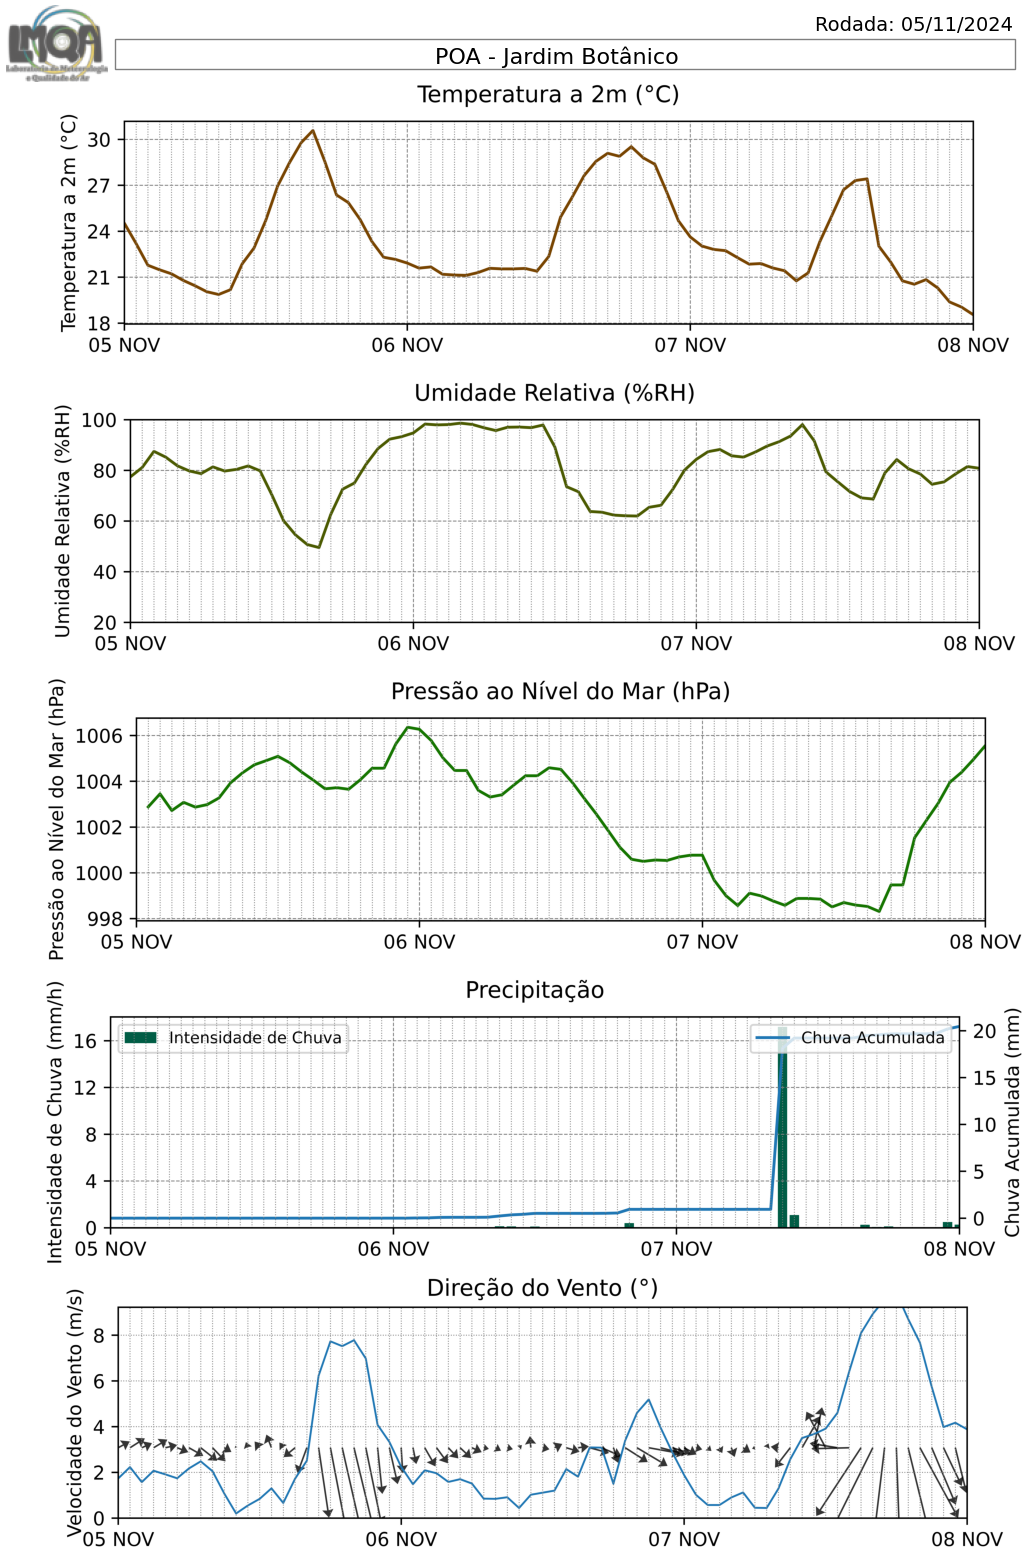 Rodada: 05/11/2024
LMQA
Laboratório de Meteorologia
e Qualidade do Ar
POA - Jardim Botânico
Temperatura a 2m (°C)
Temperatura a 2m (°C)
30
27
24
21
18
05 NOV 06 NOV 07 NOV 08 NOV
Umidade Relativa (%RH)
Umidade Relativa (%RH)
100
80
60
40
20
05 NOV 06 NOV 07 NOV 08 NOV
Pressão ao Nível do Mar (hPa)
Pressão ao Nível do Mar (hPa)
1006
1004
1002
1000
998
05 NOV 06 NOV 07 NOV 08 NOV
Precipitação
Intensidade de Chuva (mm/h)
Intensidade de Chuva
Chuva Acumulada
Chuva Acumulada (mm)
16
12
8
4
0
20
15
10
5
0
05 NOV 06 NOV 07 NOV 08 NOV
Direção do Vento (°)
Velocidade do Vento (m/s)
8
6
4
2
0
05 NOV 06 NOV 07 NOV 08 NOV